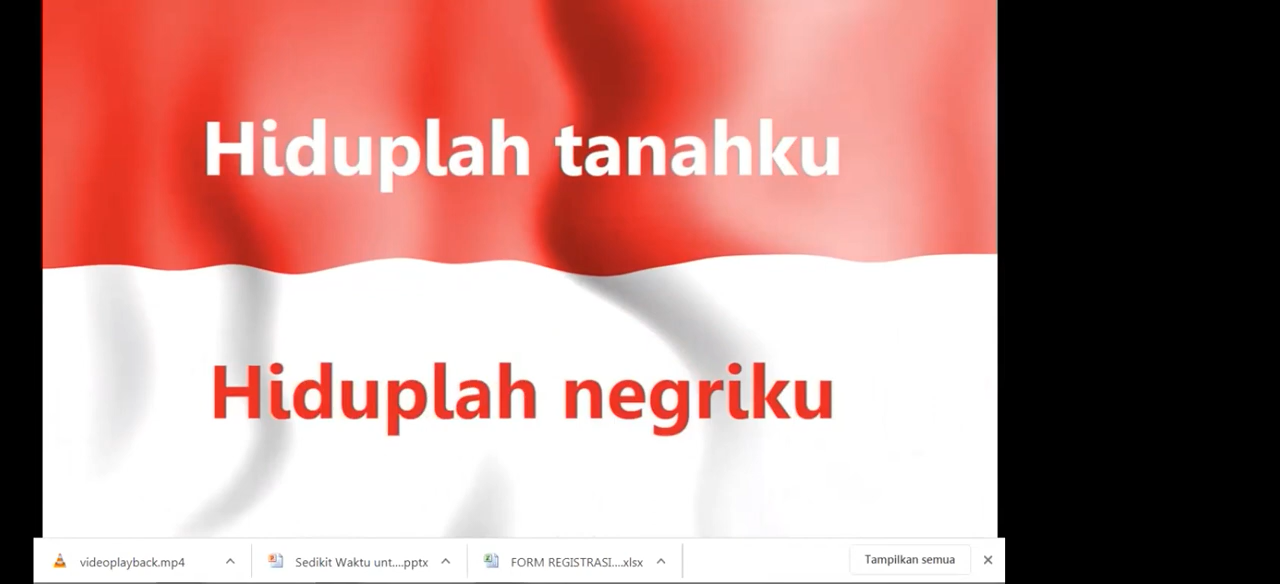 Hiduplah tanahku
Hiduplah negriku
videoplayback.mp4
Sedikit Waktu unt....pptx
FORM REGISTRASI....xlsx
Tampilkan semua